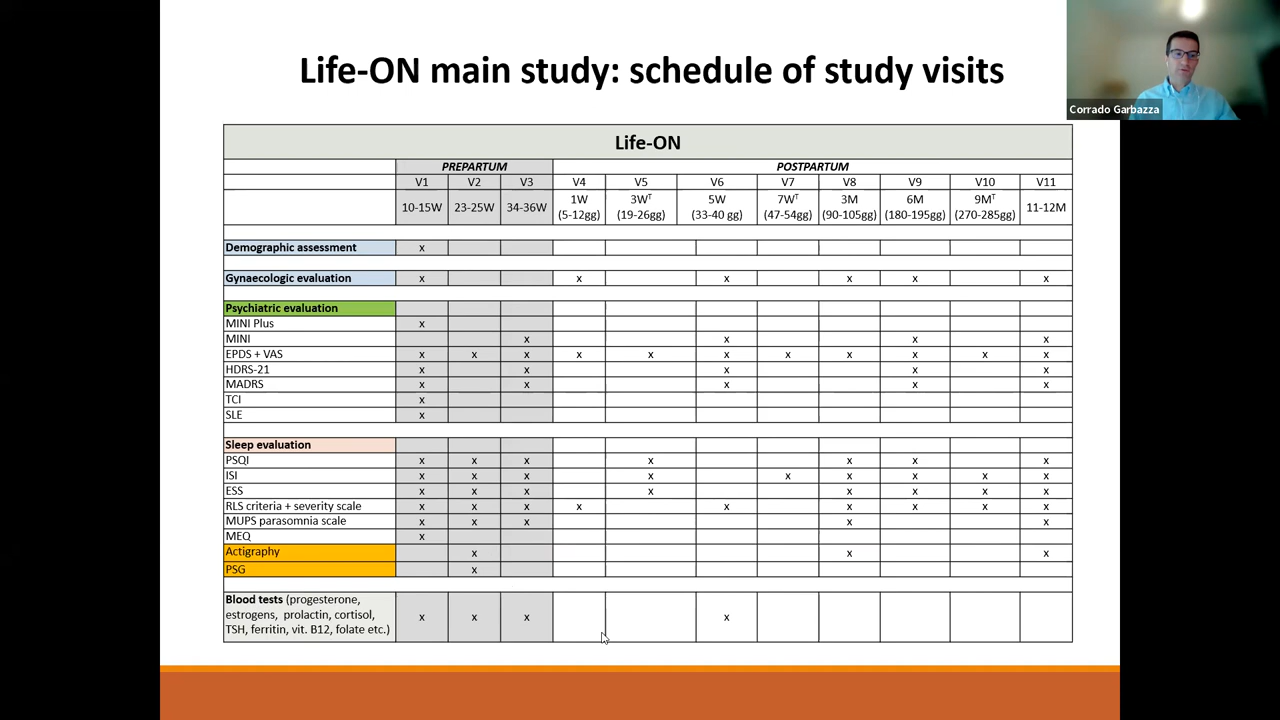 Life-ON main study: schedule of study visits
Corrado Garbazza
Life-ON
PREPARTUM POSTPARTUM
V1 V2 V3 V4 V5 V6 V7 V8 V9 V10 V11
10-15W 23-25W 34-36W 1W (5-12gg) 3Wᵀ (19-26gg) 5W (33-40 gg) 7Wᵀ (47-54gg) 3M (90-105gg) 6M (180-195gg) 9Mᵀ (270-285gg) 11-12M
Demographic assessment x
Gynaecologic evaluation x x x x x x
Psychiatric evaluation
MINI Plus x
MINI x x x x
EPDS + VAS x x x x x x x x x x x
HDRS-21 x x x x x
MADRS x x x x x
TCI x
SLE x
Sleep evaluation
PSQI x x x x x x x
ISI x x x x x x x x x
ESS x x x x x x x x
RLS criteria + severity scale x x x x x x x x x
MUPS parasomnia scale x x x x x
MEQ x
Actigraphy x x x
PSG x
Blood tests (progesterone,
estrogens, prolactin, cortisol,
TSH, ferritin, vit. B12, folate etc.) x x x x